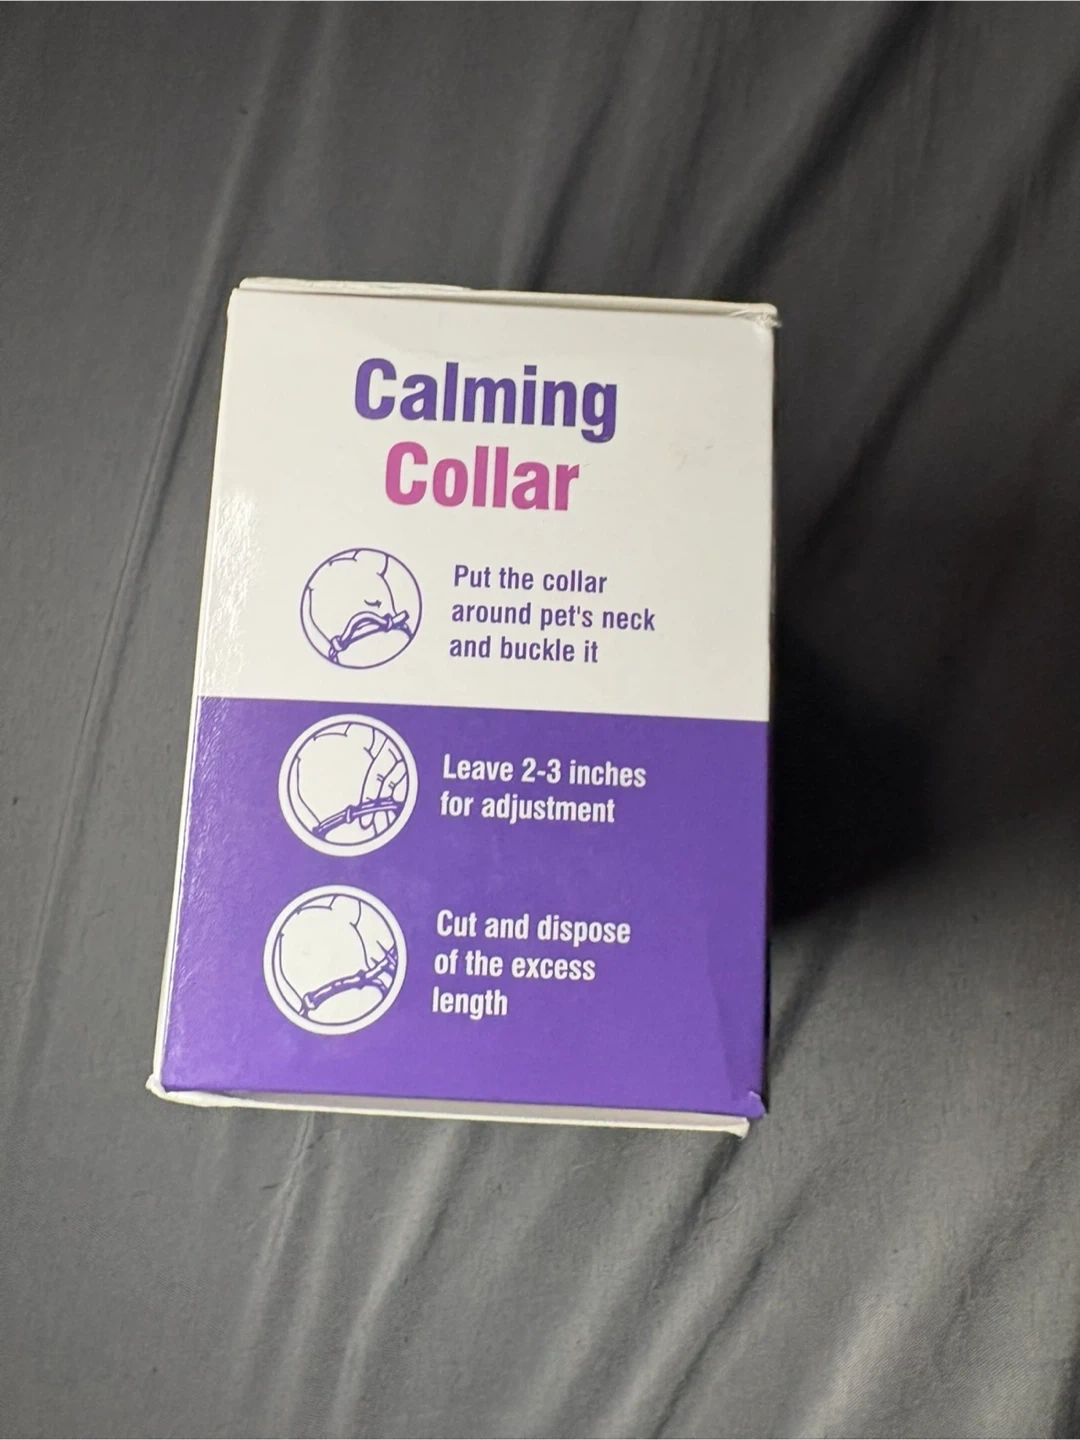 Calming
Collar
Put the collar
around pet's neck
and buckle it
Leave 2-3 inches
for adjustment
Cut and dispose
of the excess
length